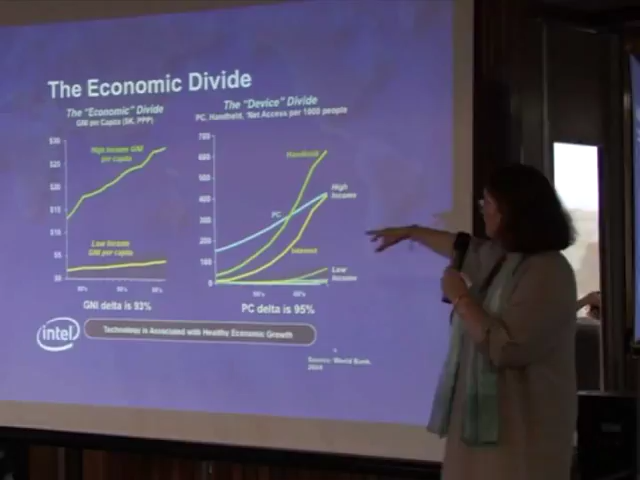 The Economic Divide
The "Economic" Divide
GNI per Capita ($K, PPP)
The "Device" Divide
PC, Handheld, 'Net Access per 1000 people
$30
$25
$20
$15
$10
$5
$0
High Income GNI
per capita
Low Income
GNI per capita
700
600
500
400
300
200
100
0
Handheld
High
Income
PC
Internet
Low
Income
GNI delta is 93%
PC delta is 95%
intel
Technology is Associated with Healthy Economic Growth
Source: World Bank
2004